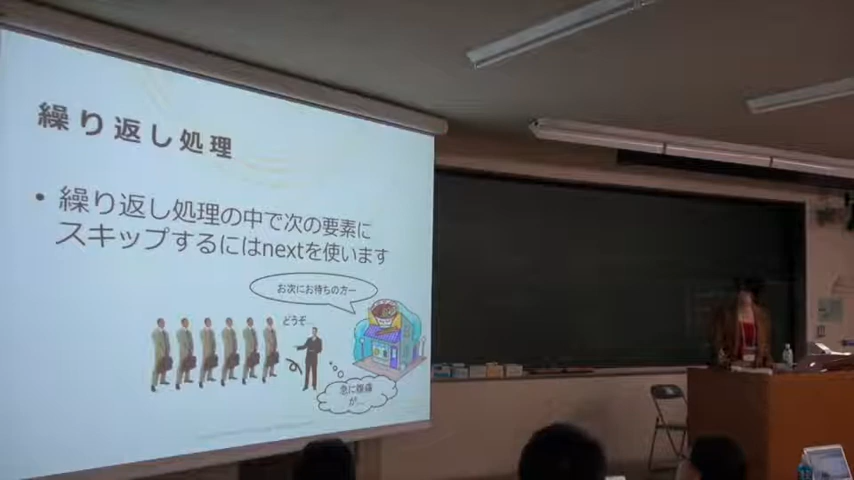 繰り返し処理
• 繰り返し処理の中で次の要素に
スキップするにはnextを使います
お次にお待ちの方ー
どうぞ
急に腹痛
が…